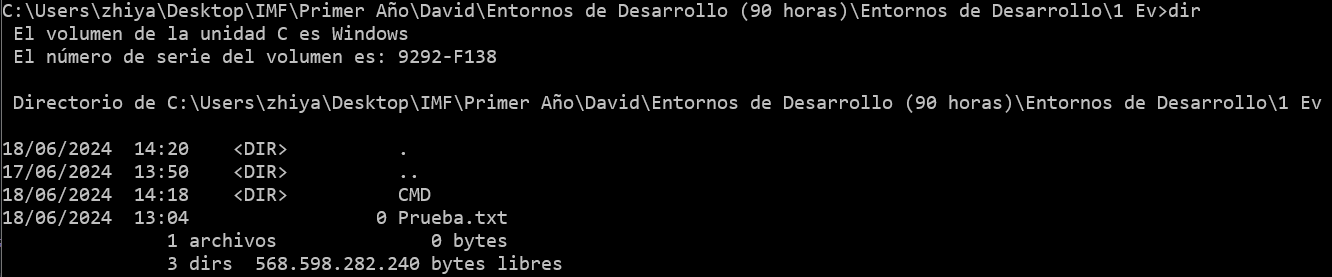 C:\Users\zhiya\Desktop\IMF\Primer Año\David\Entornos de Desarrollo (90 horas)\Entornos de Desarrollo\1 Ev>dir
 El volumen de la unidad C es Windows
 El número de serie del volumen es: 9292-F138

 Directorio de C:\Users\zhiya\Desktop\IMF\Primer Año\David\Entornos de Desarrollo (90 horas)\Entornos de Desarrollo\1 Ev

18/06/2024  14:20    <DIR>          .
17/06/2024  13:50    <DIR>          ..
18/06/2024  14:18    <DIR>          CMD
18/06/2024  13:04                 0 Prueba.txt
               1 archivos              0 bytes
               3 dirs  568.598.282.240 bytes libres